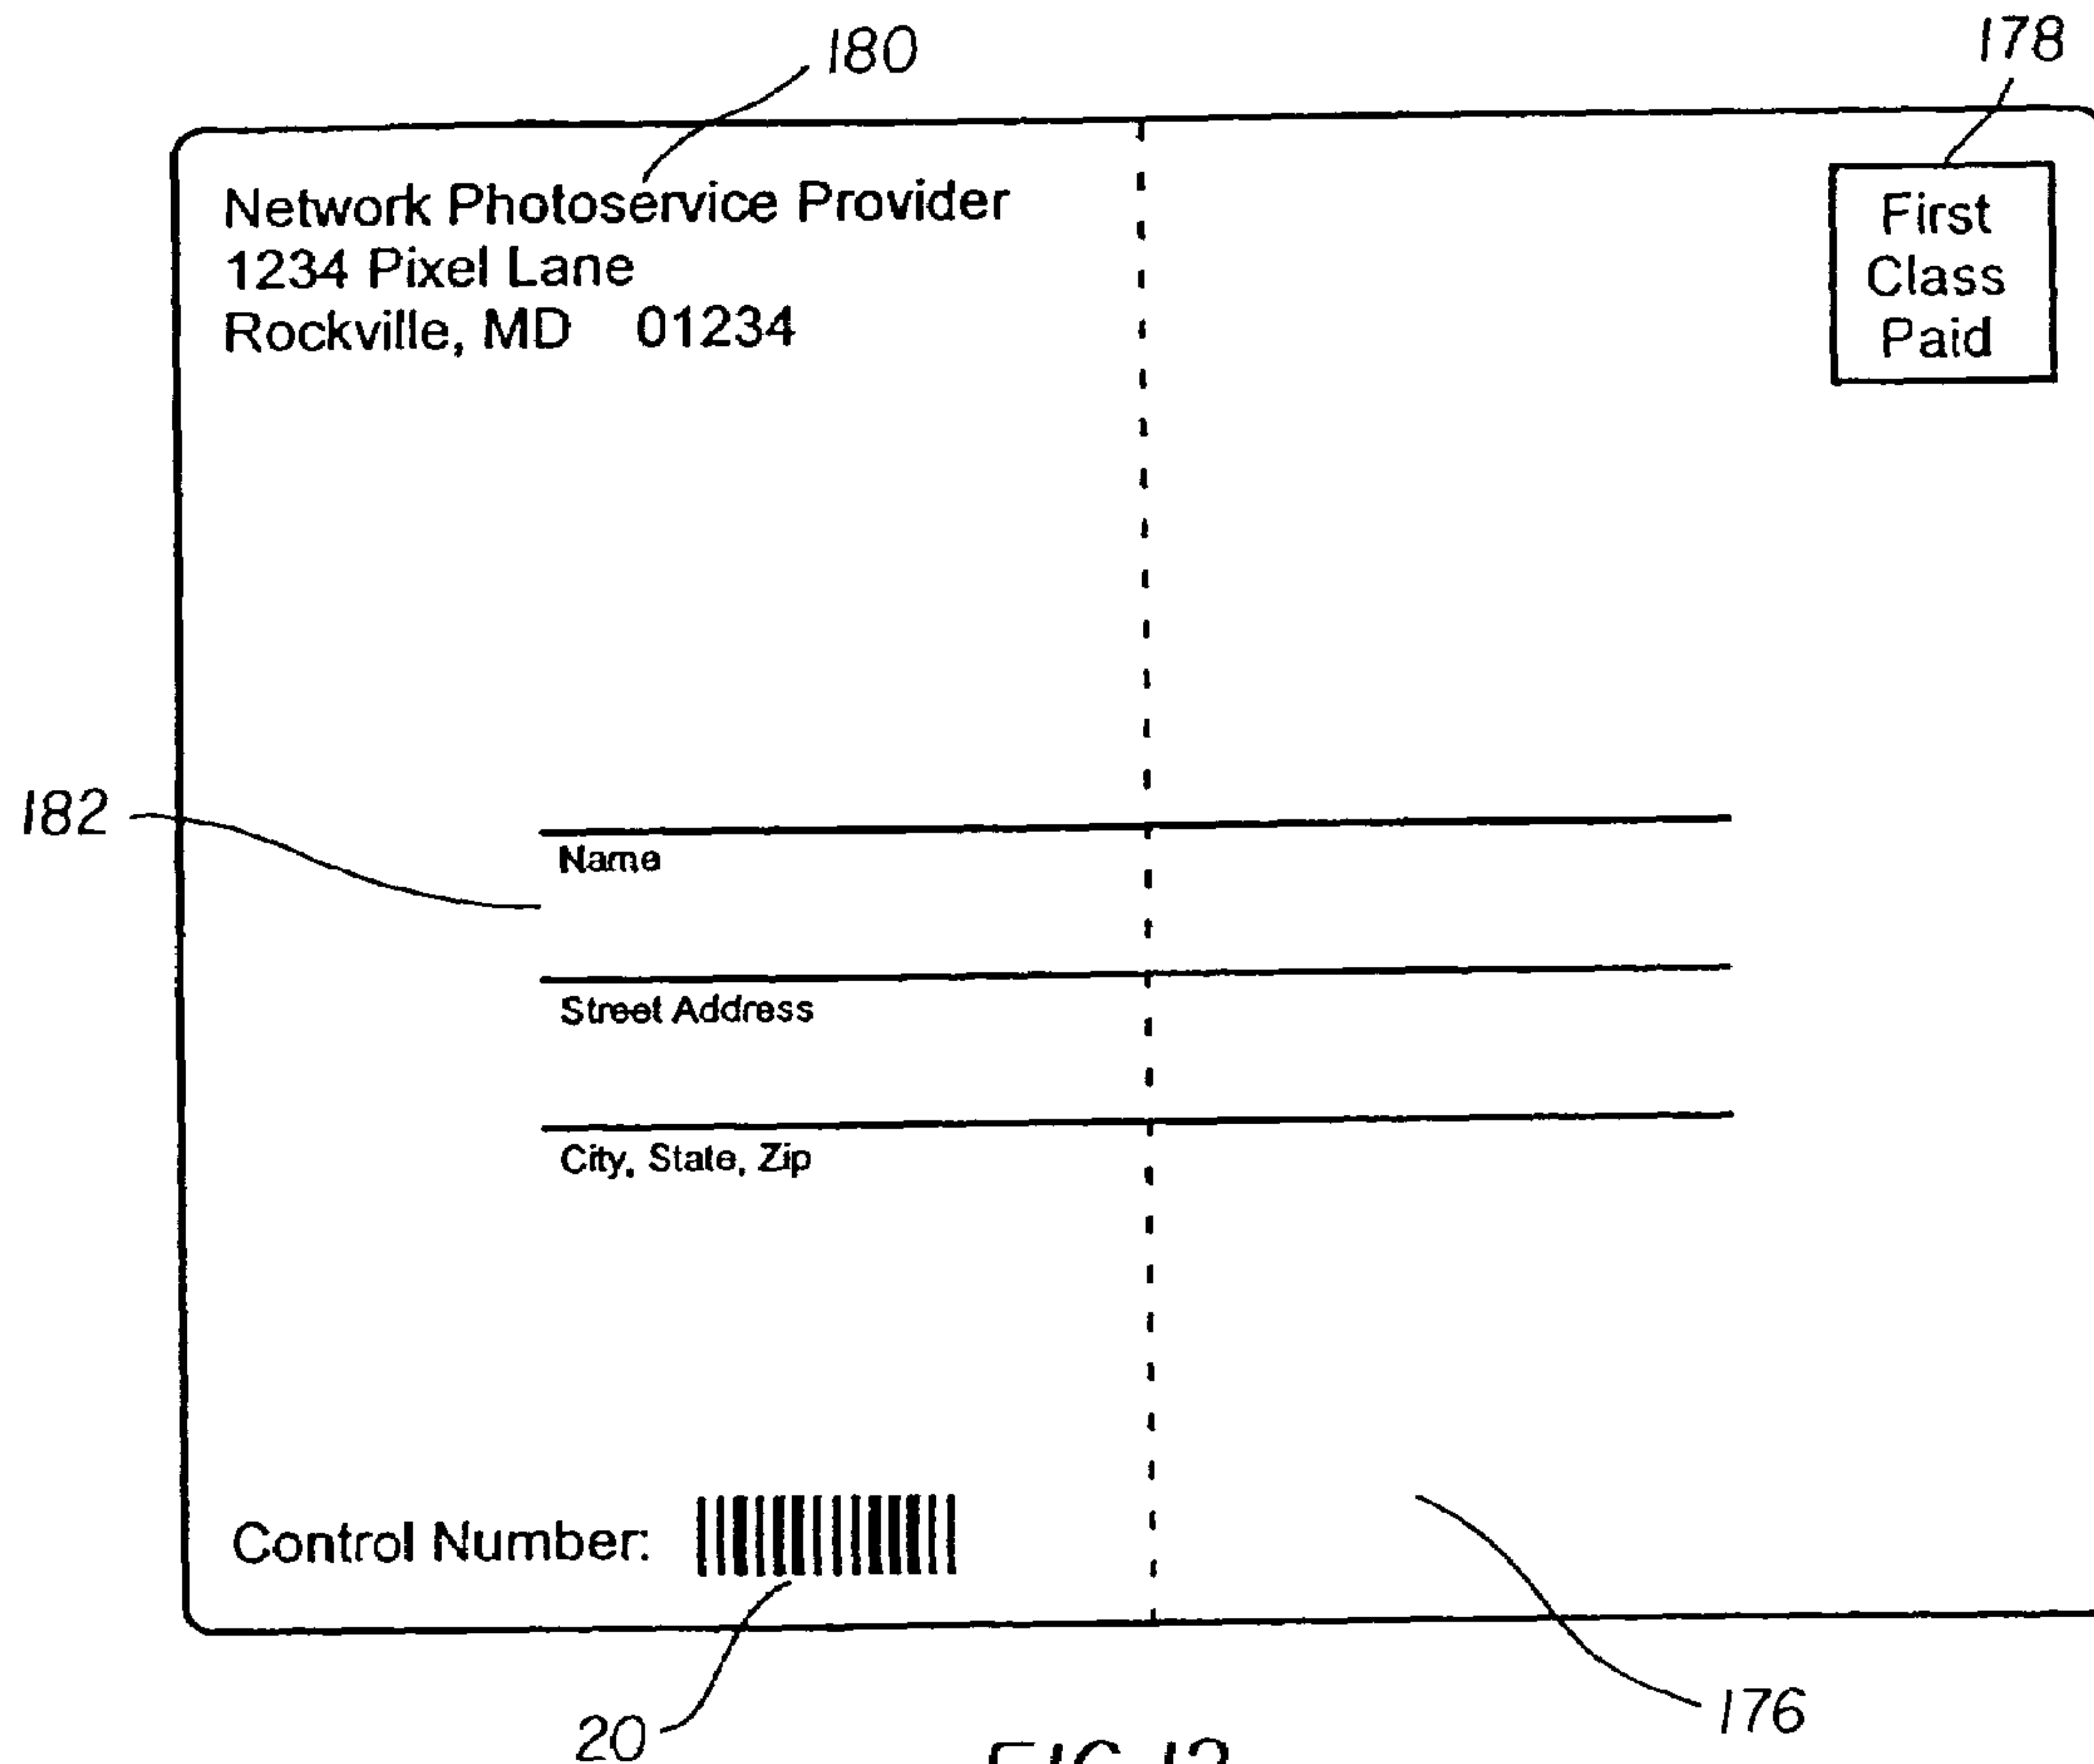 180
178
Network Photoservice Provider
1234 Pixel Lane
Rockville, MD 01234
First
Class
Paid
182
Name
Street Address
City, State, Zip
Control Number:
20
176